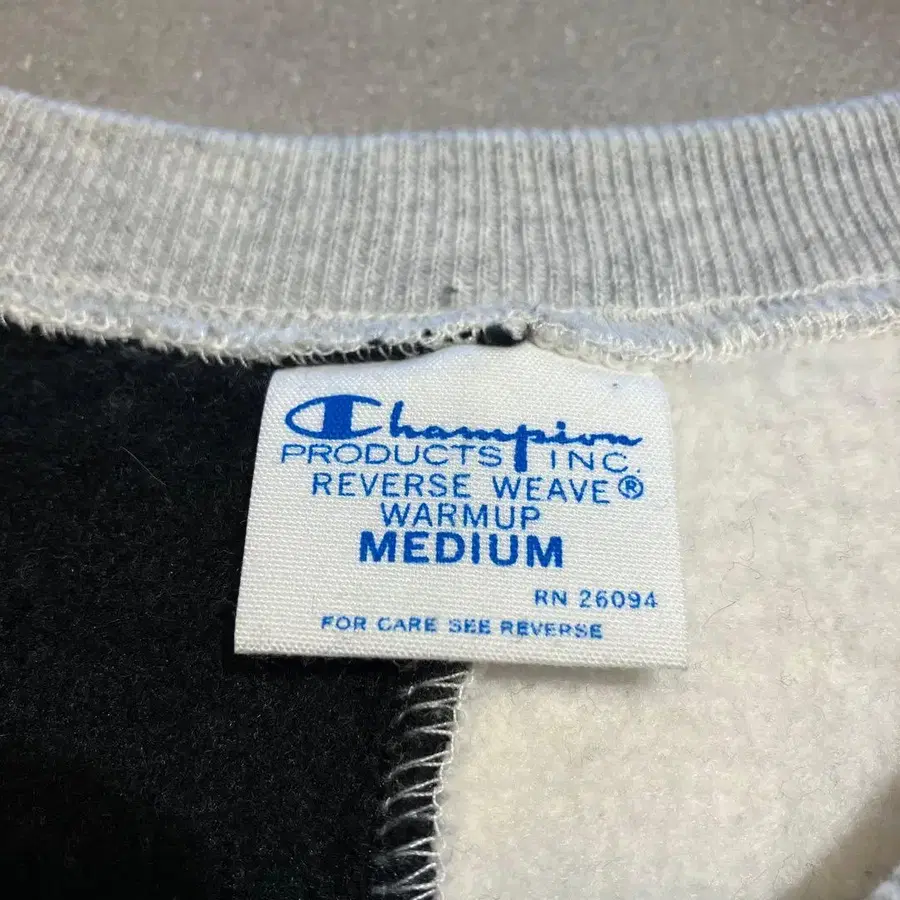 Champion
PRODUCTS INC.
REVERSE WEAVE®
WARMUP
MEDIUM
RN 26094
FOR CARE SEE REVERSE